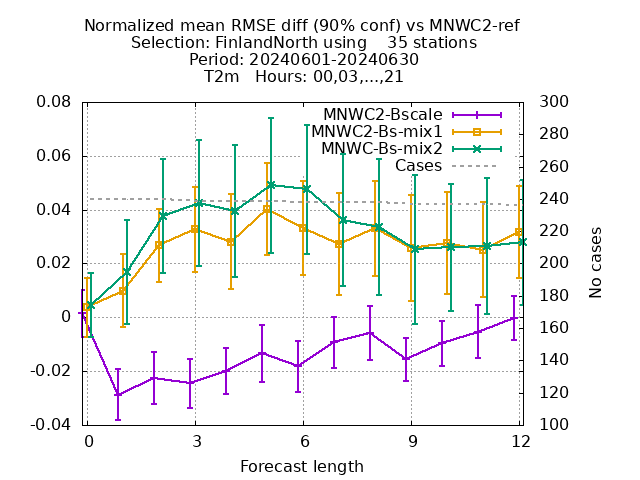 Normalized mean RMSE diff (90% conf) vs MNWC2-ref
Selection: FinlandNorth using    35 stations
Period: 20240601-20240630
T2m   Hours: 00,03,...,21
MNWC2-Bscale
MNWC2-Bs-mix1
MNWC-Bs-mix2
Cases
0.08
0.06
0.04
0.02
0
-0.02
-0.04
300
280
260
240
220
200
180
160
140
120
100
No cases
0 3 6 9 12
Forecast length